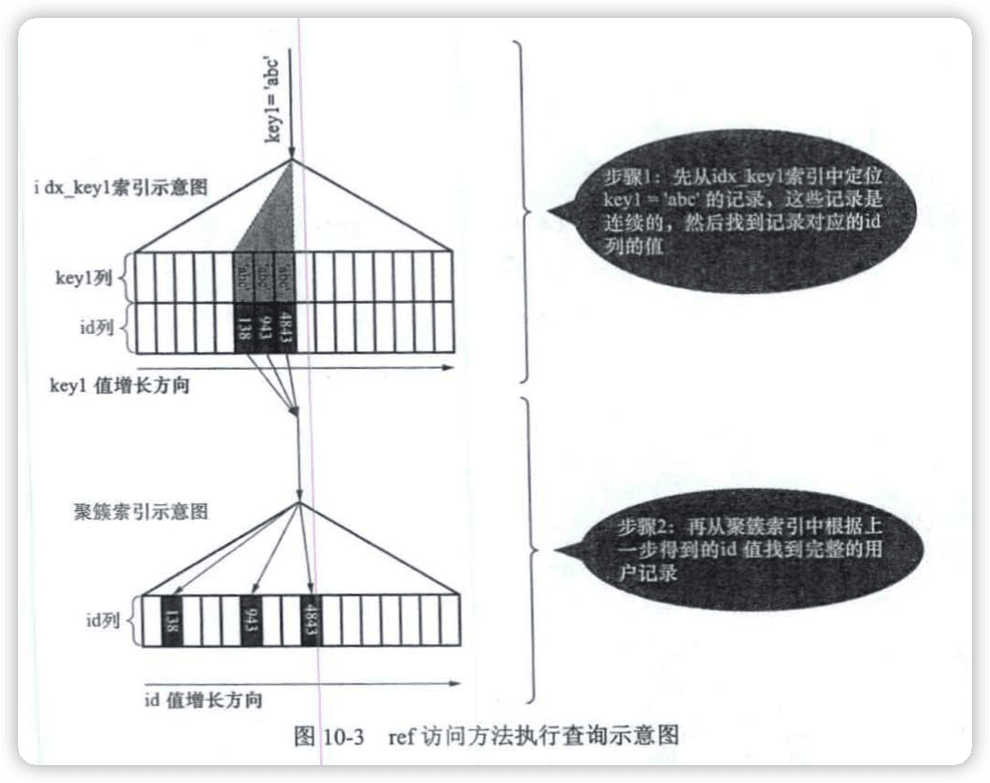 key1= 'abc'
idx_key1索引示意图
key1列
'abc'
'abc'
'abc'
id列
138
943
4843
key1 值增长方向
步骤1：先从idx_key1索引中定位
key1 = 'abc' 的记录，这些记录是
连续的，然后找到记录对应的id
列的值
聚簇索引示意图
id列
138
943
4843
id 值增长方向
步骤2：再从聚簇索引中根据上
一步得到的id 值找到完整的用
户记录
图 10-3 ref 访问方法执行查询示意图